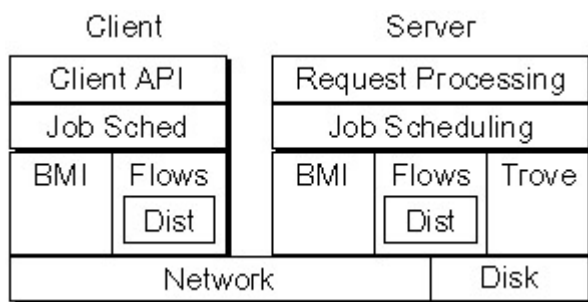 Client Server
Client API Request Processing
Job Sched Job Scheduling
BMI Flows BMI Flows Trove
Dist Dist
Network Disk